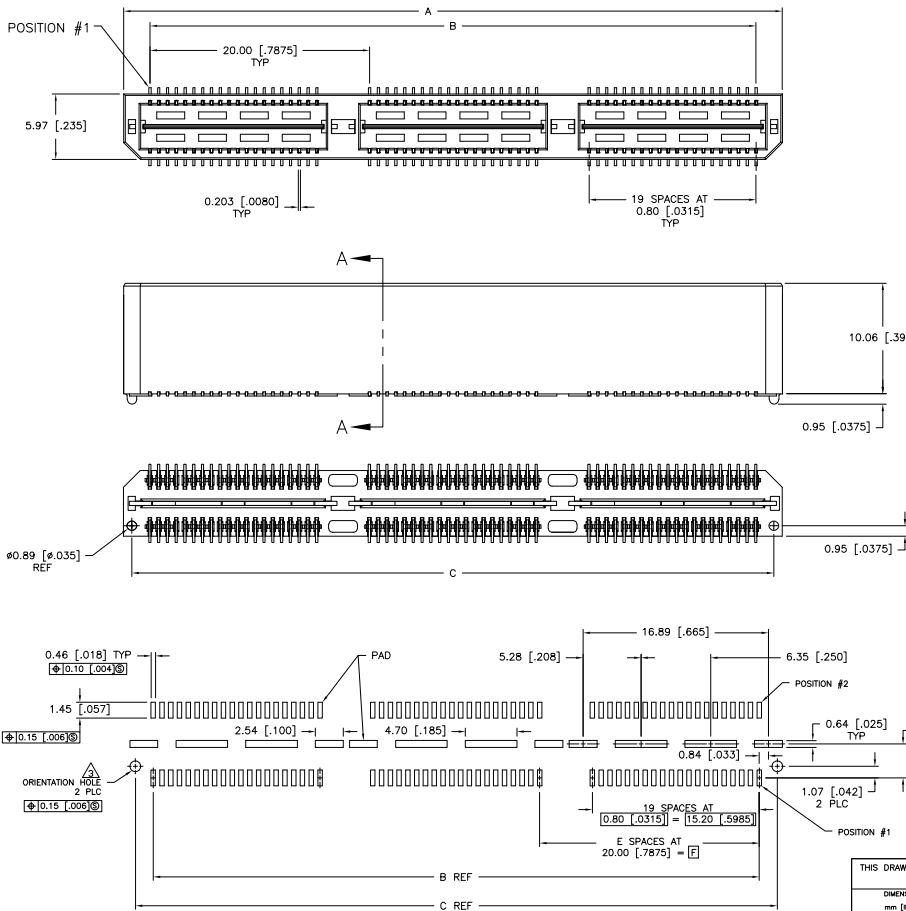 A
B
POSITION #1
20.00 [.7875]
TYP
5.97 [.235]
0.203 [.0080]
TYP
19 SPACES AT
0.80 [.0315]
TYP
A
10.06 [.39
A
0.95 [.0375]
ø0.89 [ø.035]
REF
0.95 [.0375]
C
16.89 [.665]
0.46 [.018] TYP
⌖ 0.10 [.004]Ⓢ
PAD
5.28 [.208]
6.35 [.250]
POSITION #2
1.45 [.057]
2.54 [.100]
4.70 [.185]
0.64 [.025]
TYP
⌖ 0.15 [.006]Ⓢ
0.84 [.033]
3
ORIENTATION HOLE
2 PLC
⌖ 0.15 [.006]Ⓢ
1.07 [.042]
2 PLC
19 SPACES AT
0.80 [.0315] = 15.20 [.5985]
POSITION #1
E SPACES AT
20.00 [.7875] = F
THIS DRAW
B REF
DIMENS
mm [I
C REF